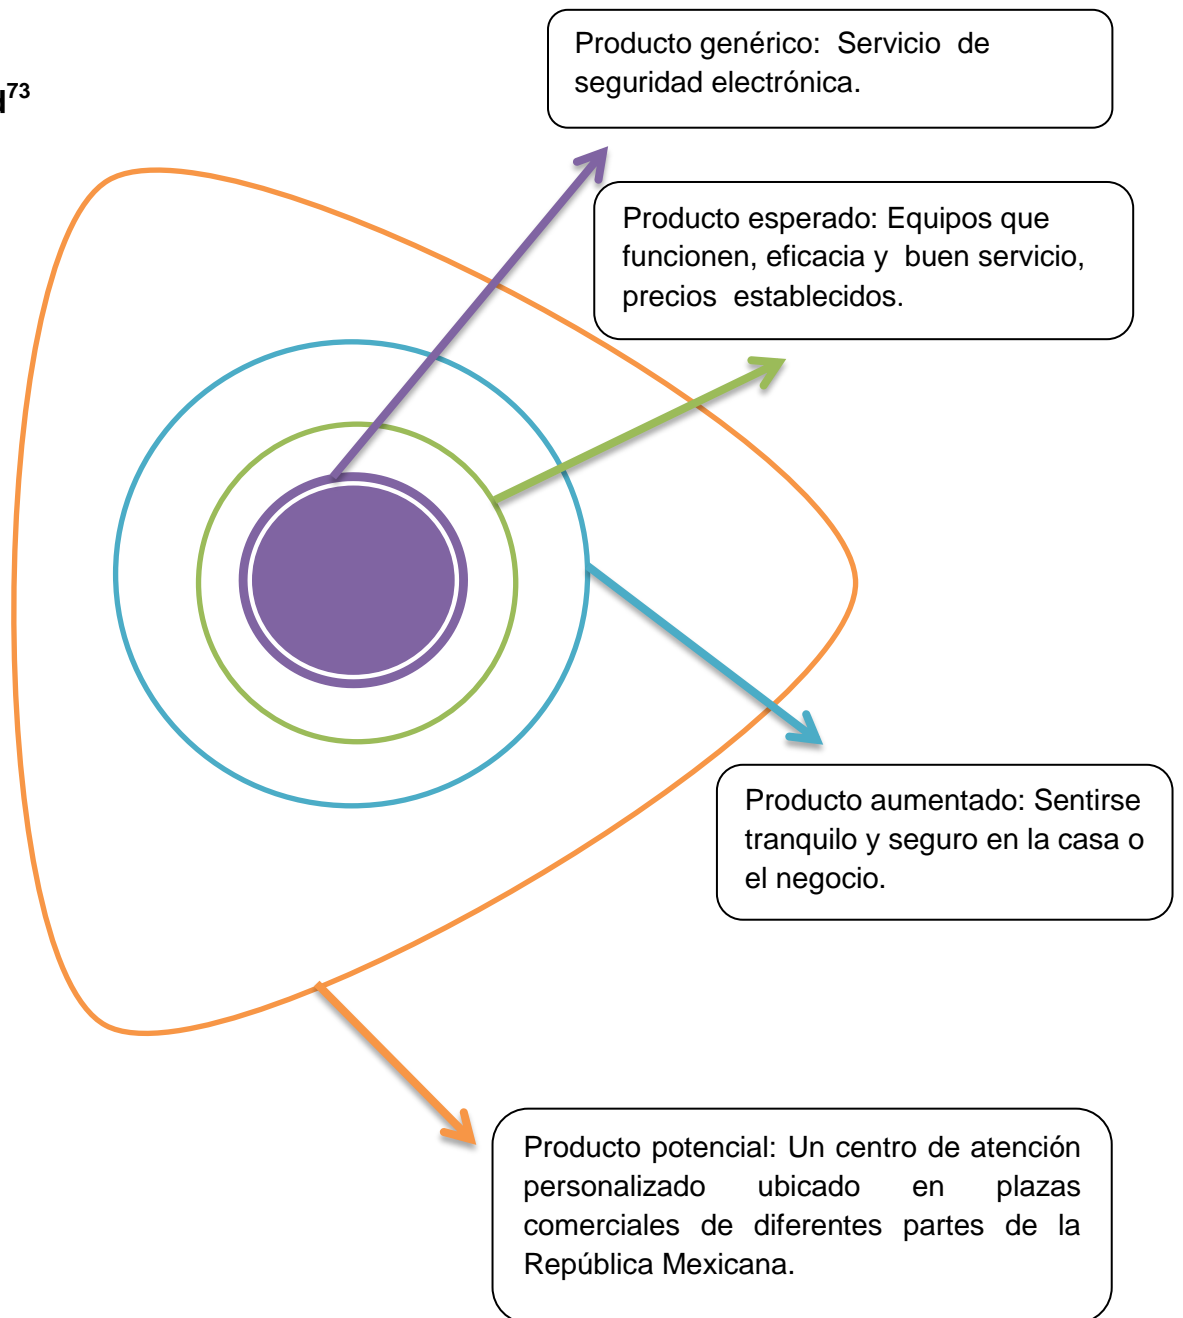 Producto genérico: Servicio de
seguridad electrónica.
d⁷³
Producto esperado: Equipos que
funcionen, eficacia y buen servicio,
precios establecidos.
Producto aumentado: Sentirse
tranquilo y seguro en la casa o
el negocio.
Producto potencial: Un centro de atención
personalizado ubicado en plazas
comerciales de diferentes partes de la
República Mexicana.